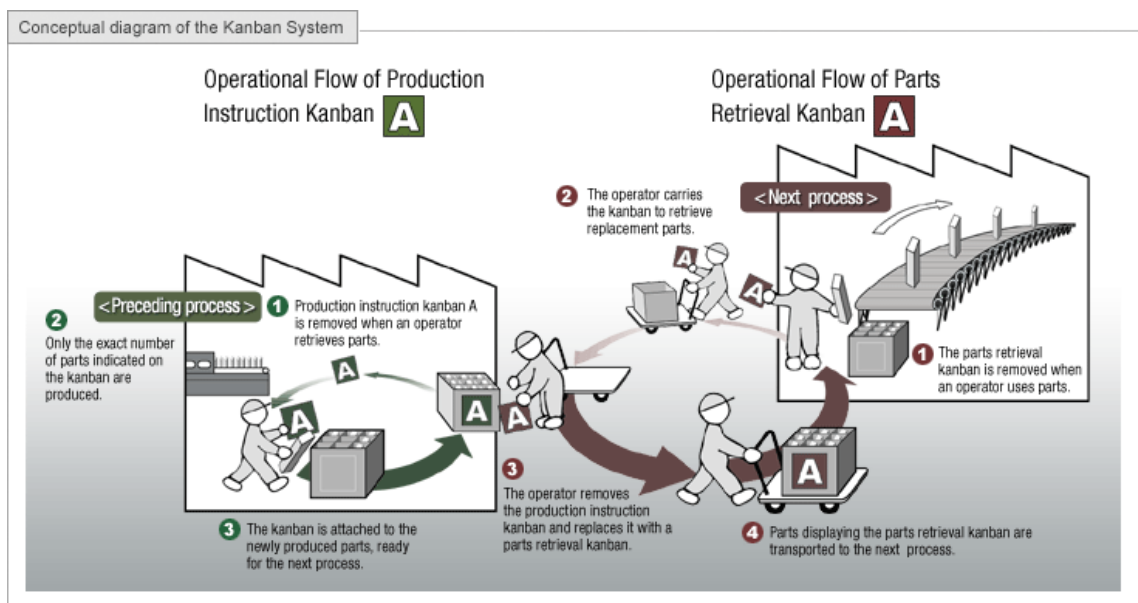 Conceptual diagram of the Kanban System
Operational Flow of Production
Instruction Kanban A
Operational Flow of Parts
Retrieval Kanban A
<Preceding process>
1 Production instruction kanban A
is removed when an operator
retrieves parts.
2
Only the exact number
of parts indicated on
the kanban are
produced.
A
A
A
A
3 The kanban is attached to the
newly produced parts, ready
for the next process.
<Next process>
1 The parts retrieval
kanban is removed when
an operator uses parts.
2 The operator carries
the kanban to retrieve
replacement parts.
A
A
3
The operator removes
the production instruction
kanban and replaces it with a
parts retrieval kanban.
A
4 Parts displaying the parts retrieval kanban are
transported to the next process.